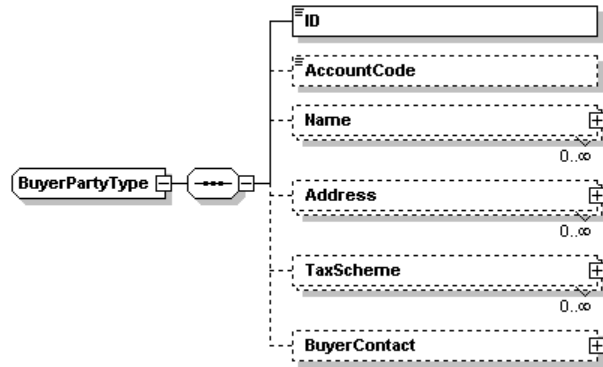 ID
AccountCode
Name
0..∞
BuyerPartyType
Address
0..∞
TaxScheme
0..∞
BuyerContact